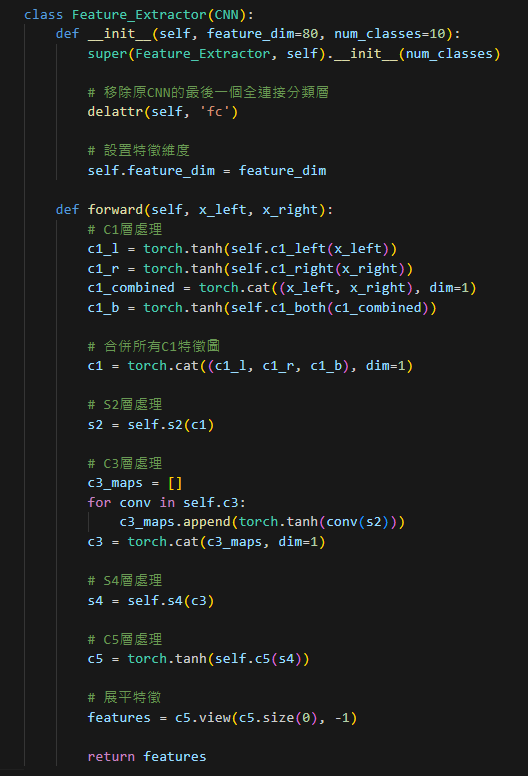 class Feature_Extractor(CNN):
    def __init__(self, feature_dim=80, num_classes=10):
        super(Feature_Extractor, self).__init__(num_classes)

        # 移除原CNN的最後一個全連接分類層
        delattr(self, 'fc')

        # 設置特徵維度
        self.feature_dim = feature_dim

    def forward(self, x_left, x_right):
        # C1層處理
        c1_l = torch.tanh(self.c1_left(x_left))
        c1_r = torch.tanh(self.c1_right(x_right))
        c1_combined = torch.cat((x_left, x_right), dim=1)
        c1_b = torch.tanh(self.c1_both(c1_combined))

        # 合併所有C1特徵圖
        c1 = torch.cat((c1_l, c1_r, c1_b), dim=1)

        # S2層處理
        s2 = self.s2(c1)

        # C3層處理
        c3_maps = []
        for conv in self.c3:
            c3_maps.append(torch.tanh(conv(s2)))
        c3 = torch.cat(c3_maps, dim=1)

        # S4層處理
        s4 = self.s4(c3)

        # C5層處理
        c5 = torch.tanh(self.c5(s4))

        # 展平特徵
        features = c5.view(c5.size(0), -1)

        return features